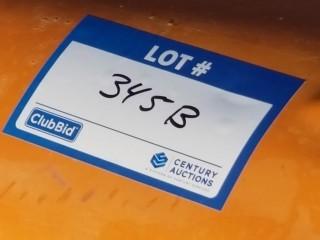 LOT #
345B
ClubBid
CENTURY
AUCTIONS